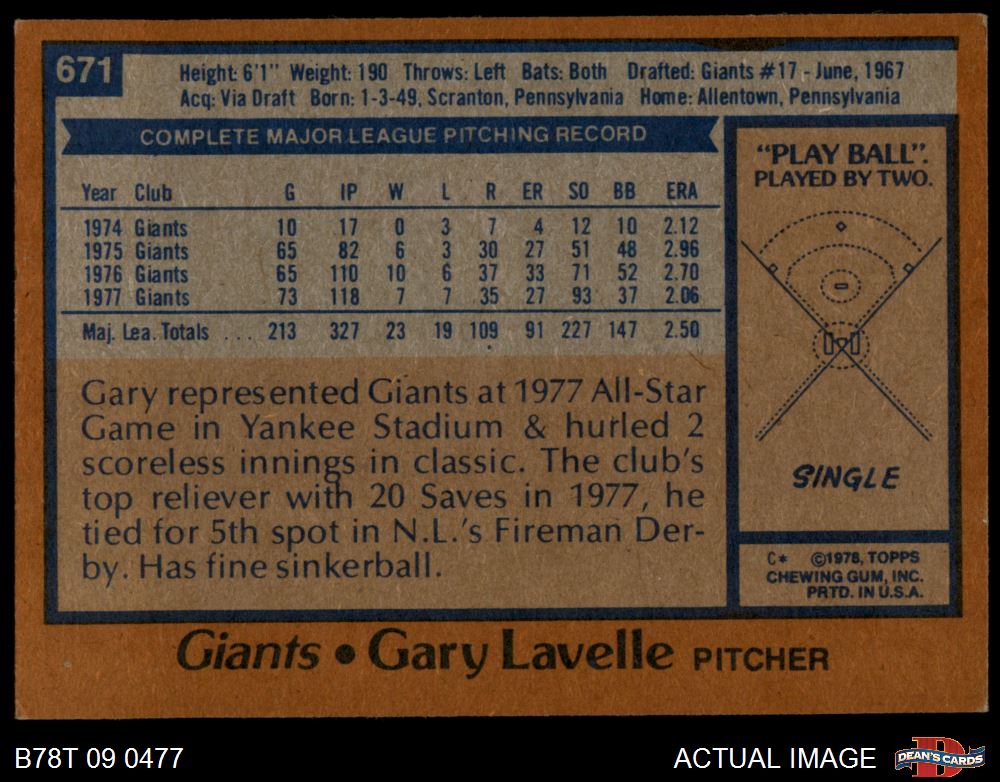 671
Height: 6'1" Weight: 190 Throws: Left Bats: Both Drafted: Giants #17 - June, 1967
Acq: Via Draft Born: 1-3-49, Scranton, Pennsylvania Home: Allentown, Pennsylvania
COMPLETE MAJOR LEAGUE PITCHING RECORD
Year Club G IP W L R ER SO BB ERA
1974 Giants 10 17 0 3 7 4 12 10 2.12
1975 Giants 65 82 6 3 30 27 51 48 2.96
1976 Giants 65 110 10 6 37 33 71 52 2.70
1977 Giants 73 118 7 7 35 27 93 37 2.06
Maj. Lea. Totals . . . 213 327 23 19 109 91 227 147 2.50
Gary represented Giants at 1977 All-Star
Game in Yankee Stadium & hurled 2
scoreless innings in classic. The club's
top reliever with 20 Saves in 1977, he
tied for 5th spot in N.L.'s Fireman Der-
by. Has fine sinkerball.
"PLAY BALL".
PLAYED BY TWO.
SINGLE
C* ©1978, TOPPS
CHEWING GUM, INC.
PRTD. IN U.S.A.
Giants • Gary Lavelle PITCHER
B78T 09 0477
ACTUAL IMAGE
D
DEAN'S CARDS